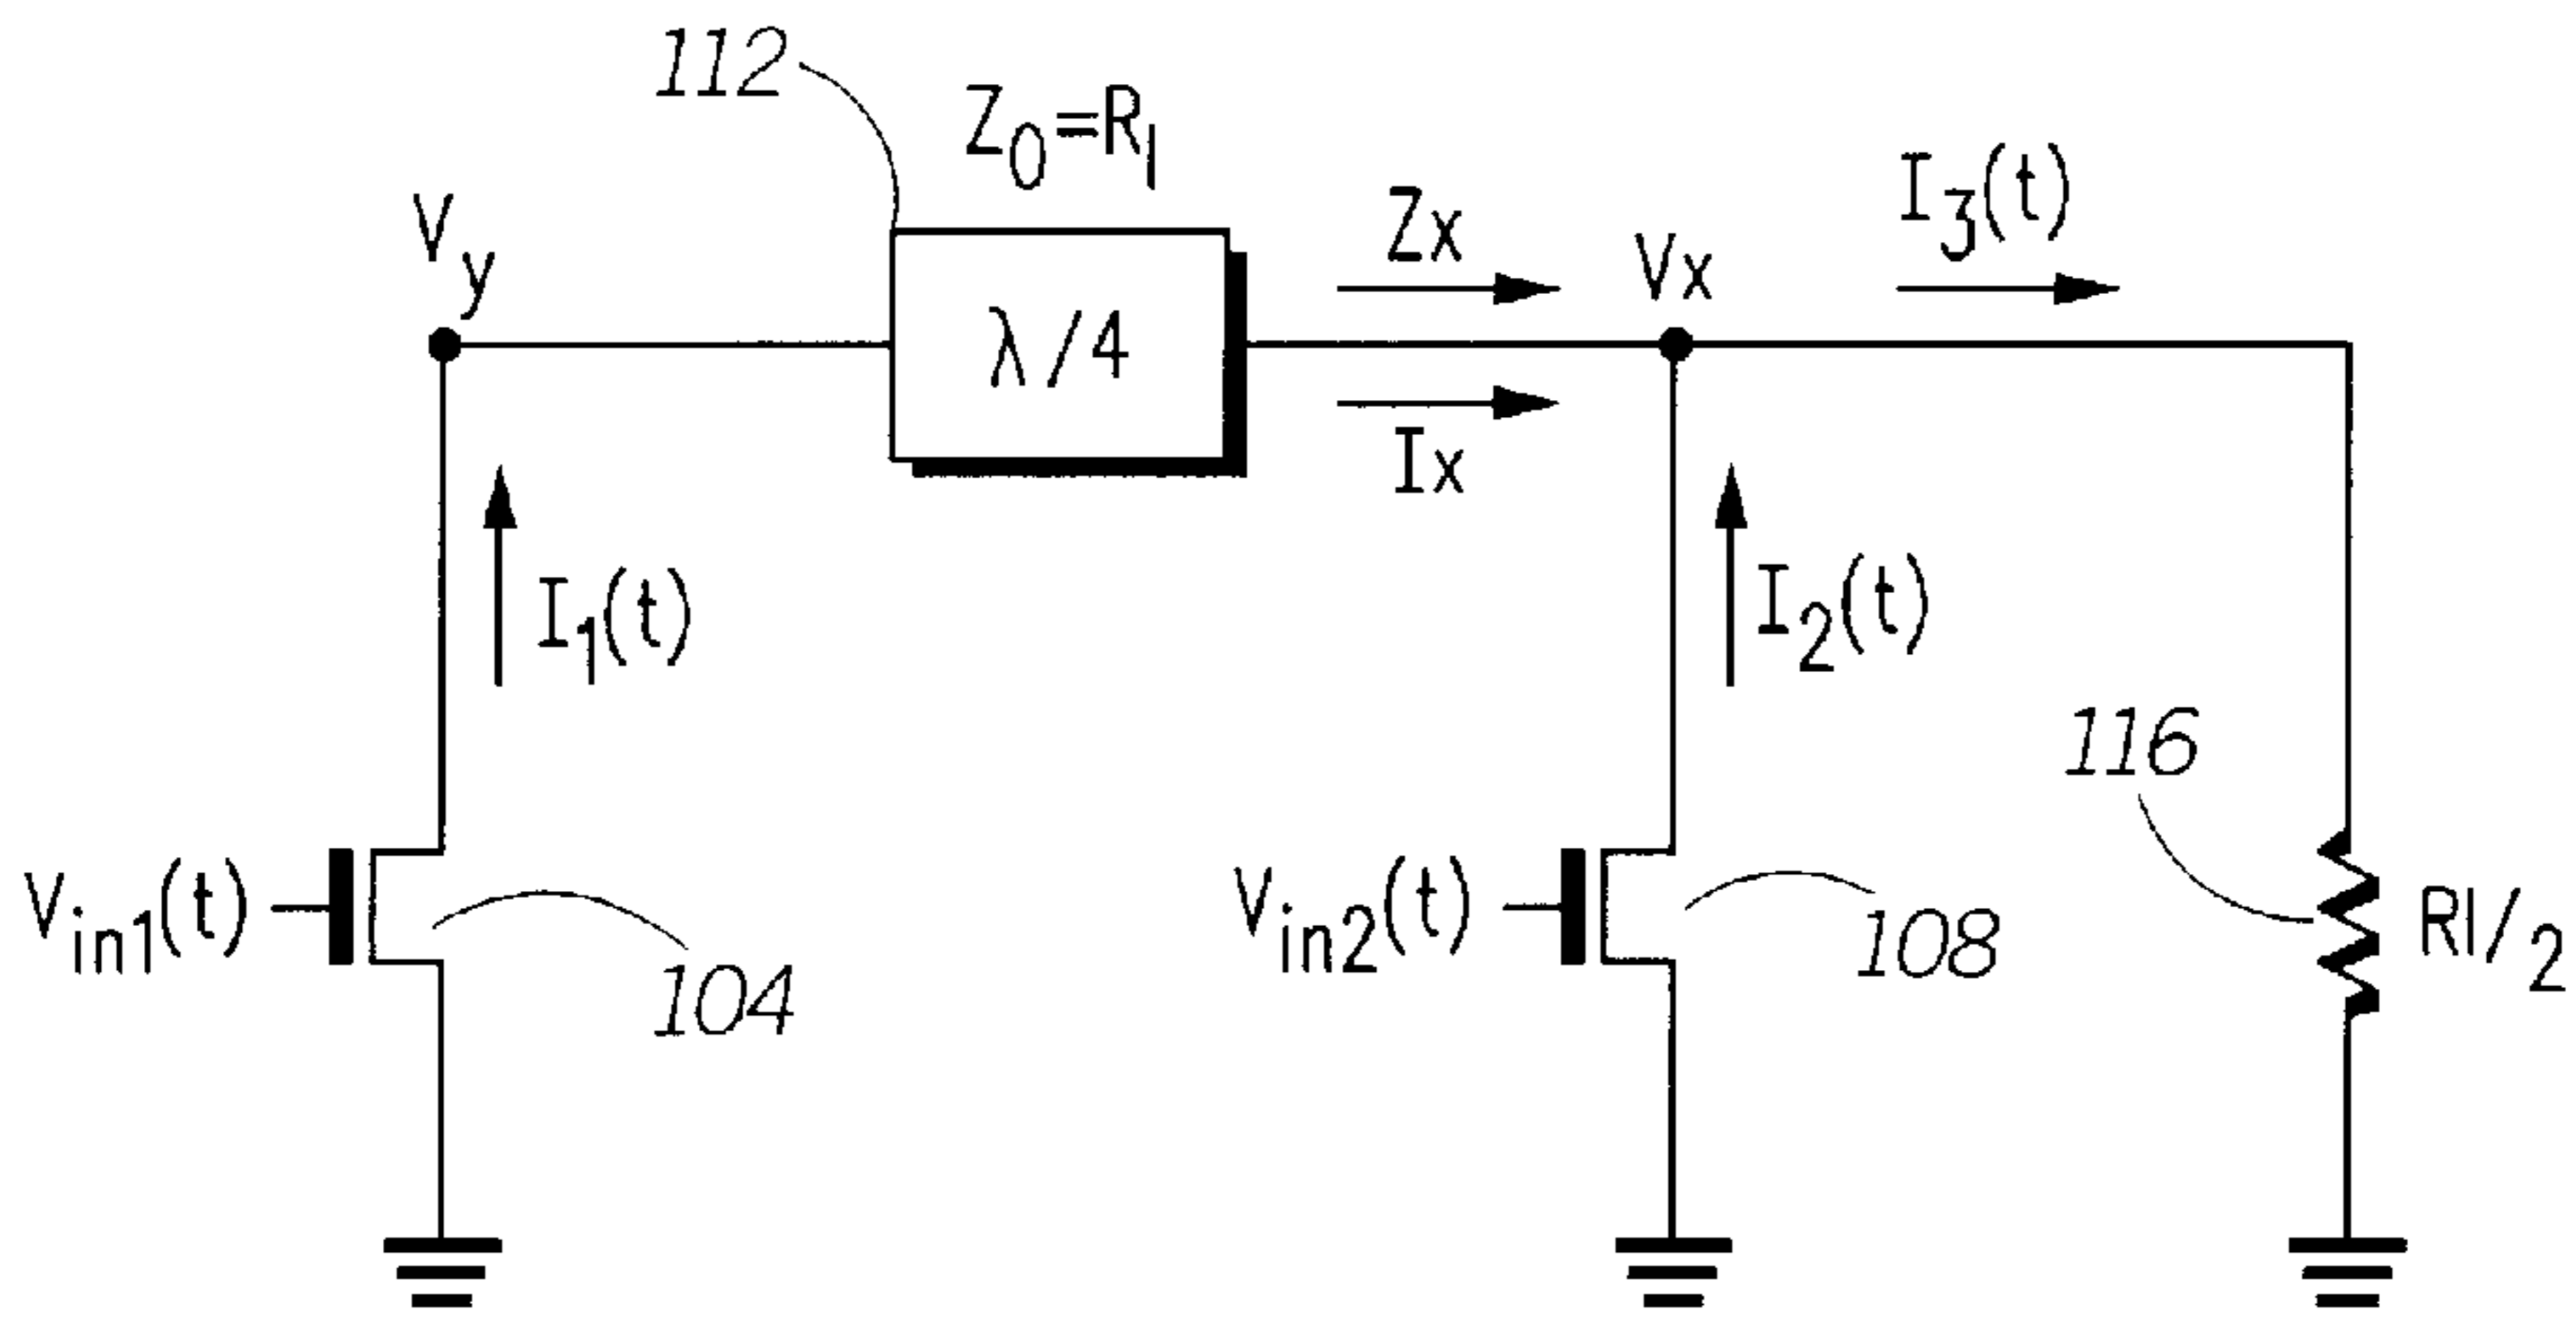 112
Z0=Rl
Vy
λ/4
Zx
Ix
Vx
I3(t)
I1(t)
I2(t)
116
Vin1(t)
104
Vin2(t)
108
Rl/2